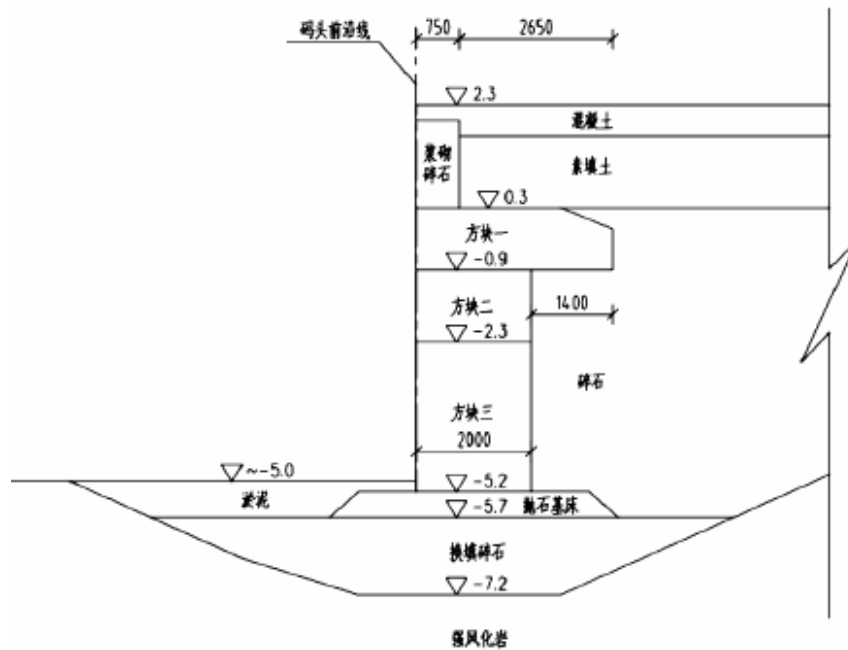 码头前沿线
750
2650
2.3
混凝土
浆砌
碎石
素填土
0.3
方块一
-0.9
方块二
1400
-2.3
碎石
方块三
2000
~-5.0
-5.2
淤泥
-5.7
抛石基床
换填碎石
-7.2
强风化岩